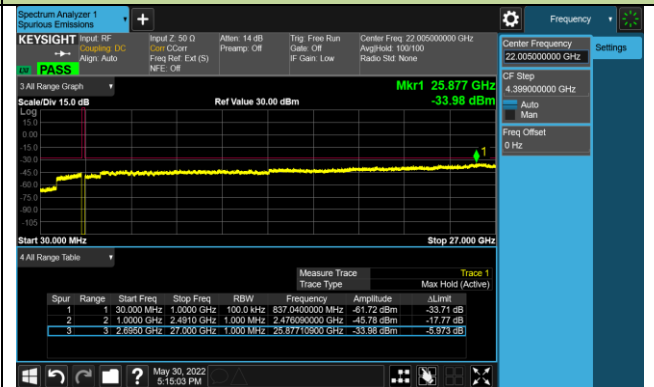 Spectrum Analyzer 1
Spurious Emissions
+
Frequency
KEYSIGHT
Input: RF
Coupling: DC
Align: Auto
Input Z: 50 Ω
Corr CCorr
Freq Ref: Ext (S)
NFE: Off
Atten: 14 dB
Preamp: Off
Trig: Free Run
Gate: Off
IF Gain: Low
Center Freq: 22.005000000 GHz
Avg|Hold: 100/100
Radio Std: None
PASS
Center Frequency
22.005000000 GHz
Settings
CF Step
4.399000000 GHz
Auto
Man
Freq Offset
0 Hz
3 All Range Graph
Mkr1 25.877 GHz
Scale/Div 15.0 dB
Ref Value 30.00 dBm
-33.98 dBm
Log
15.0
0.00
-15.0
-30.0
-45.0
-60.0
-75.0
-90.0
-105
1
Start 30.000 MHz
Stop 27.000 GHz
4 All Range Table
Measure Trace Trace 1
Trace Type Max Hold (Active)
Spur Range Start Freq Stop Freq RBW Frequency Amplitude ΔLimit
1 1 30.000 MHz 1.0000 GHz 100.0 kHz 837.0400000 MHz -61.72 dBm -33.71 dB
2 2 1.0000 GHz 2.4910 GHz 1.000 MHz 2.476090000 GHz -45.78 dBm -17.77 dB
3 3 2.6950 GHz 27.000 GHz 1.000 MHz 25.87710900 GHz -33.98 dBm -5.973 dB
?
May 30, 2022
5:15:03 PM